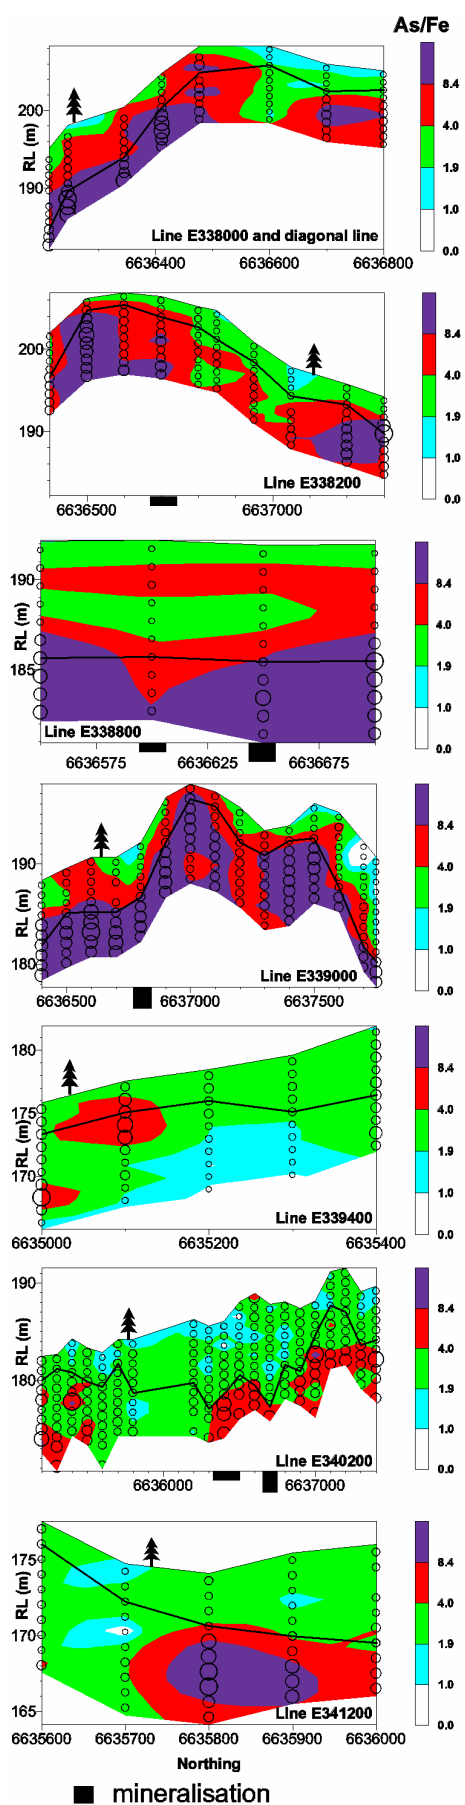 As/Fe
200
190
RL (m)
8.4
4.0
1.9
1.0
0.0
Line E338000 and diagonal line
6636400 6636600 6636800
200
190
RL (m)
8.4
4.0
1.9
1.0
0.0
Line E338200
6636500 6637000
190
185
RL (m)
8.4
4.0
1.9
1.0
0.0
Line E338800
6636575 6636625 6636675
190
180
RL (m)
8.4
4.0
1.9
1.0
0.0
Line E339000
6636500 6637000 6637500
180
175
170
RL (m)
8.4
4.0
1.9
1.0
0.0
Line E339400
6635000 6635200 6635400
190
180
RL (m)
8.4
4.0
1.9
1.0
0.0
Line E340200
6636000 6637000
175
170
165
RL (m)
8.4
4.0
1.9
1.0
0.0
Line E341200
6635600 6635700 6635800 6635900 6636000
Northing
mineralisation